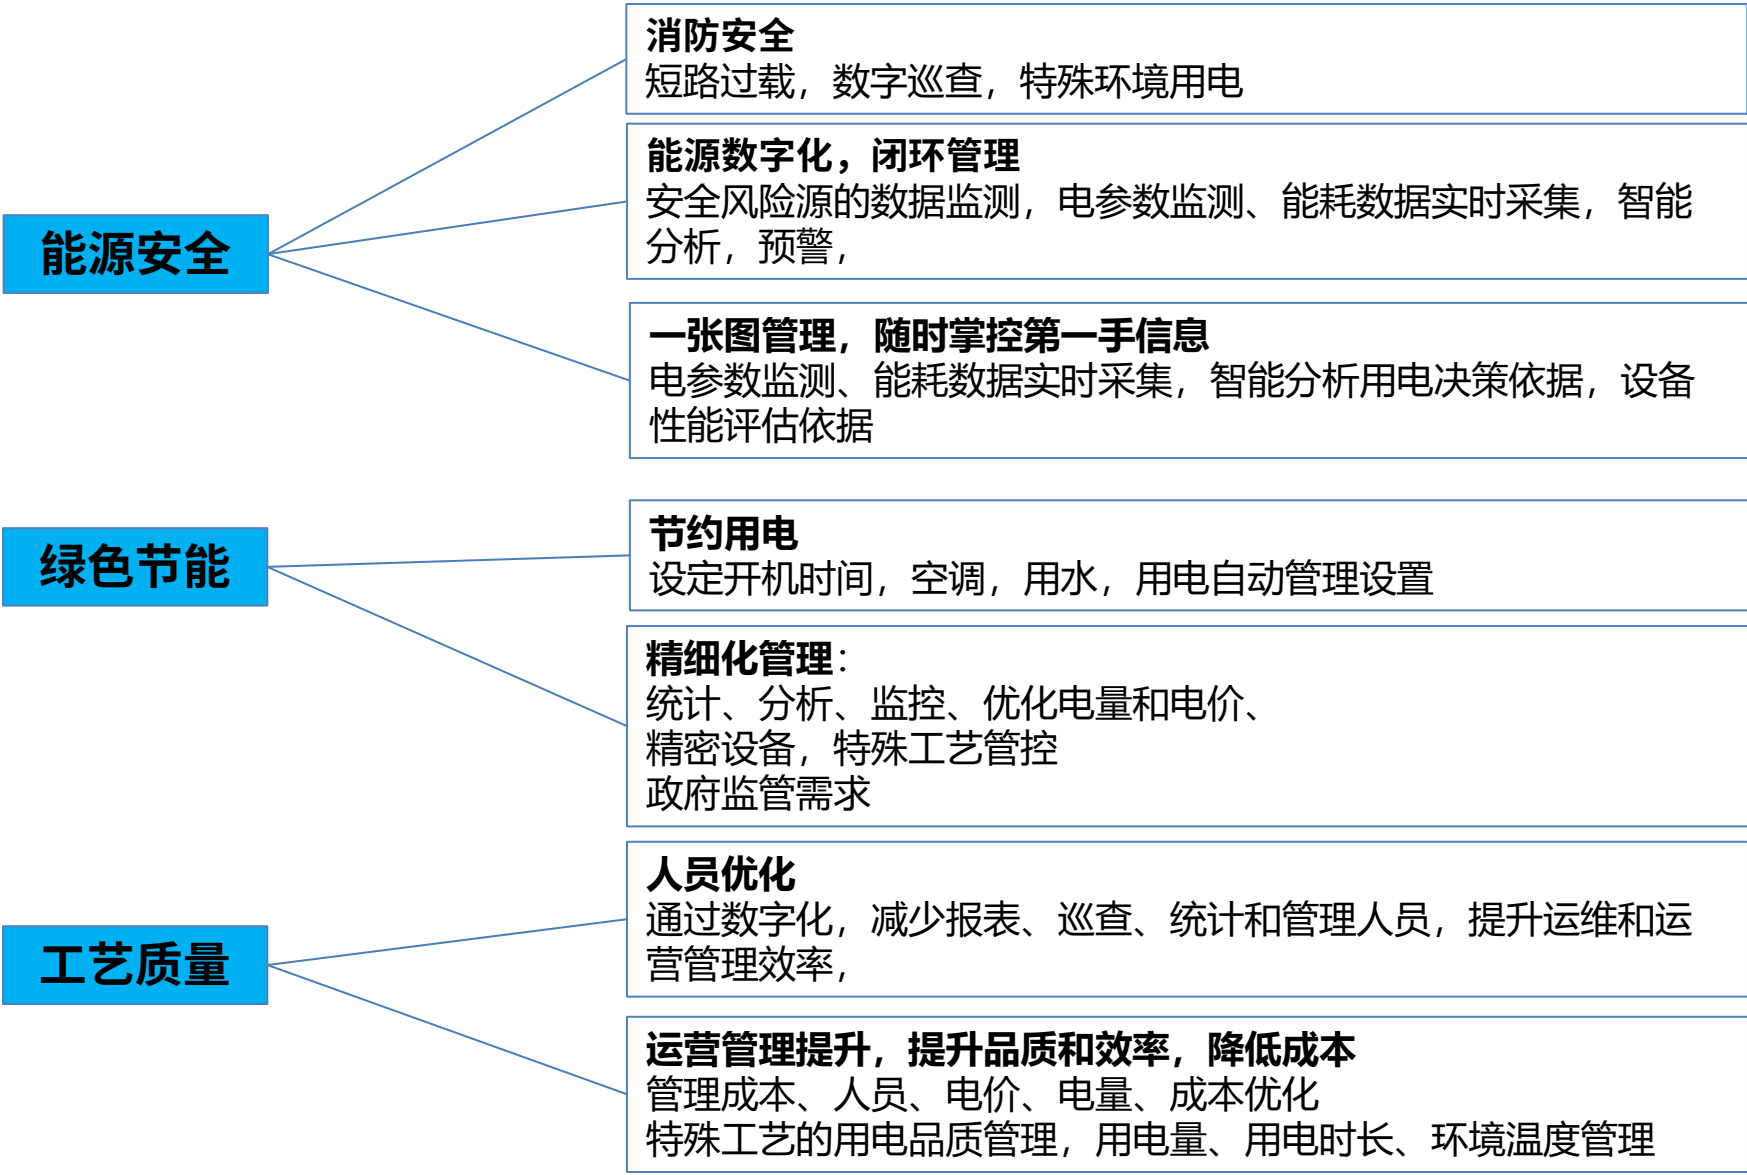 能源安全
消防安全
短路过载，数字巡查，特殊环境用电
能源数字化，闭环管理
安全风险源的数据监测，电参数监测、能耗数据实时采集，智能
分析，预警，
一张图管理，随时掌控第一手信息
电参数监测、能耗数据实时采集，智能分析用电决策依据，设备
性能评估依据
绿色节能
节约用电
设定开机时间，空调，用水，用电自动管理设置
精细化管理：
统计、分析、监控、优化电量和电价、
精密设备，特殊工艺管控
政府监管需求
工艺质量
人员优化
通过数字化，减少报表、巡查、统计和管理人员，提升运维和运
营管理效率，
运营管理提升，提升品质和效率，降低成本
管理成本、人员、电价、电量、成本优化
特殊工艺的用电品质管理，用电量、用电时长、环境温度管理